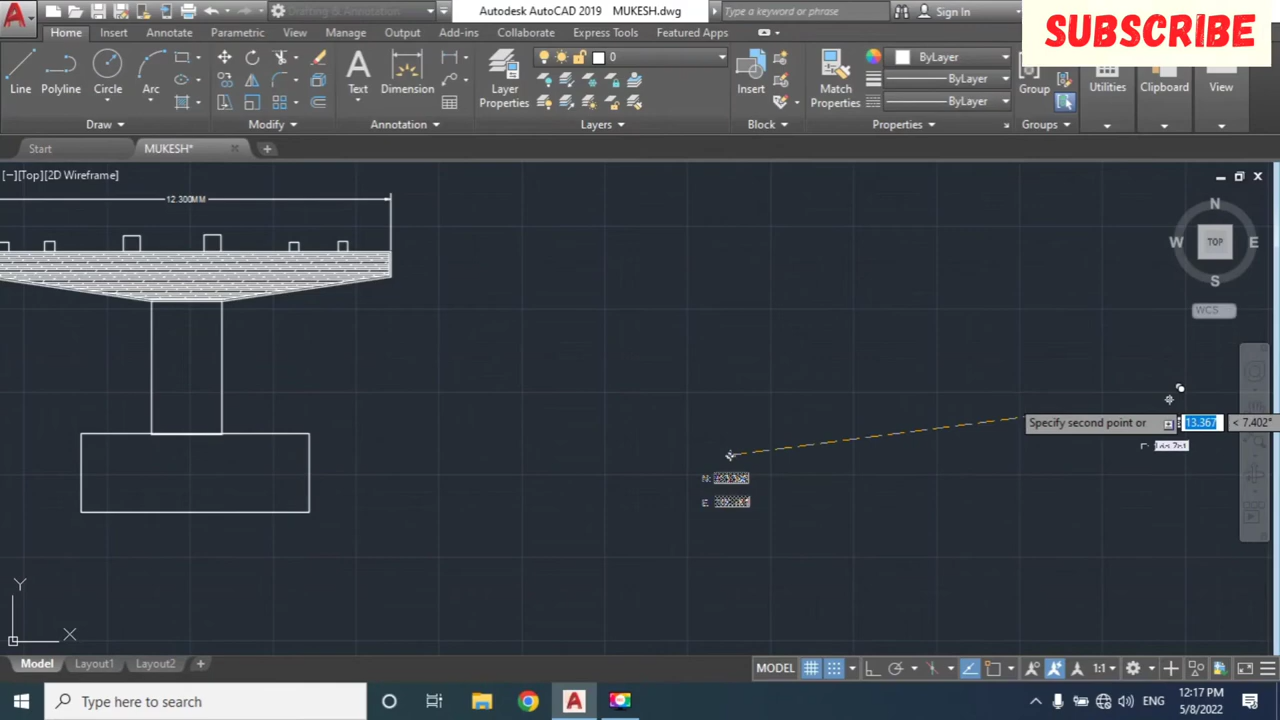 Drafting & Annotation
Autodesk AutoCAD 2019 MUKESH.dwg
Type a keyword or phrase
Sign In
SUBSCRIBE
Home Insert Annotate Parametric View Manage Output Add-ins Collaborate Express Tools Featured Apps
Line Polyline Circle Arc
Text Dimension
Layer Properties
0
Insert
Match Properties
ByLayer
ByLayer
ByLayer
Group
Utilities Clipboard View
Draw Modify Annotation Layers Block Properties Groups
Start MUKESH*
[−][Top][2D Wireframe]
12.300MM
N
W TOP E
S
WCS
Specify second point or 13.367 < 7.402°
N:
E:
Y
X
Model Layout1 Layout2
MODEL 1:1
Type here to search
ENG
12:17 PM
5/8/2022